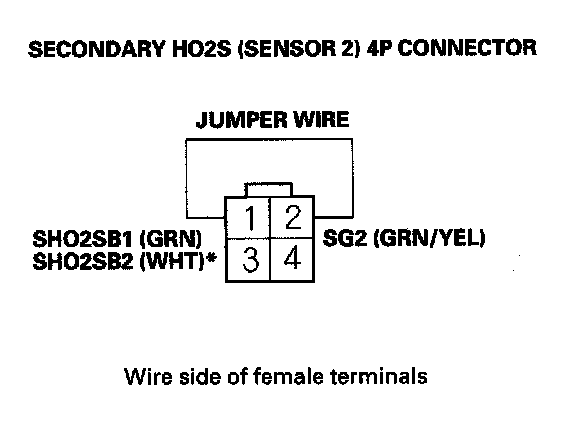 SECONDARY HO2S (SENSOR 2) 4P CONNECTOR
JUMPER WIRE
1 2
SHO2SB1 (GRN)
SG2 (GRN/YEL)
SHO2SB2 (WHT)*
3 4
Wire side of female terminals